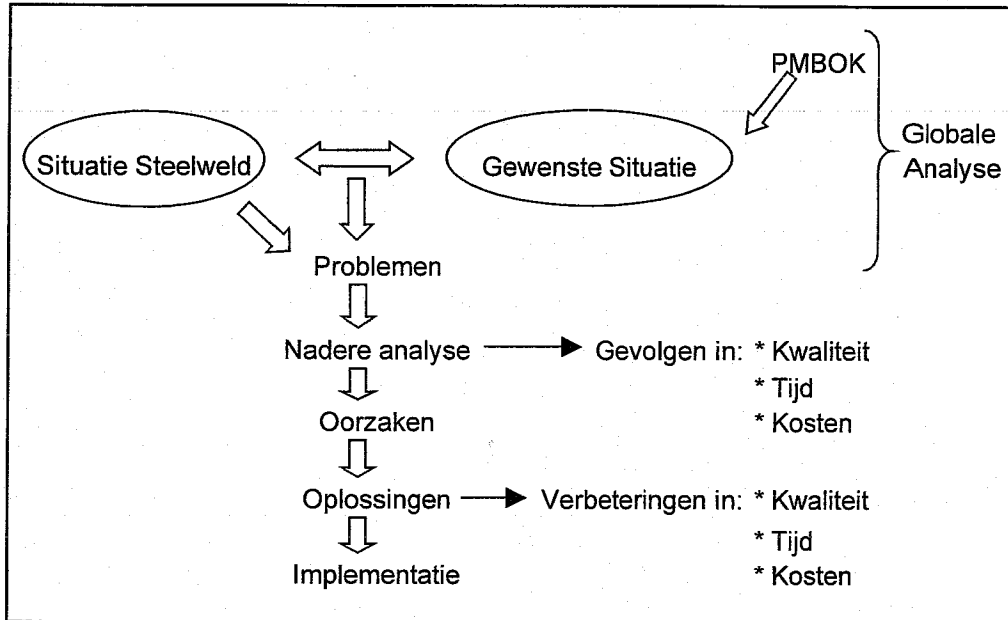 PMBOK
Situatie Steelweld
Gewenste Situatie
Globale
Analyse
Problemen
Nadere analyse
Gevolgen in: * Kwaliteit
* Tijd
* Kosten
Oorzaken
Oplossingen
Verbeteringen in: * Kwaliteit
* Tijd
* Kosten
Implementatie